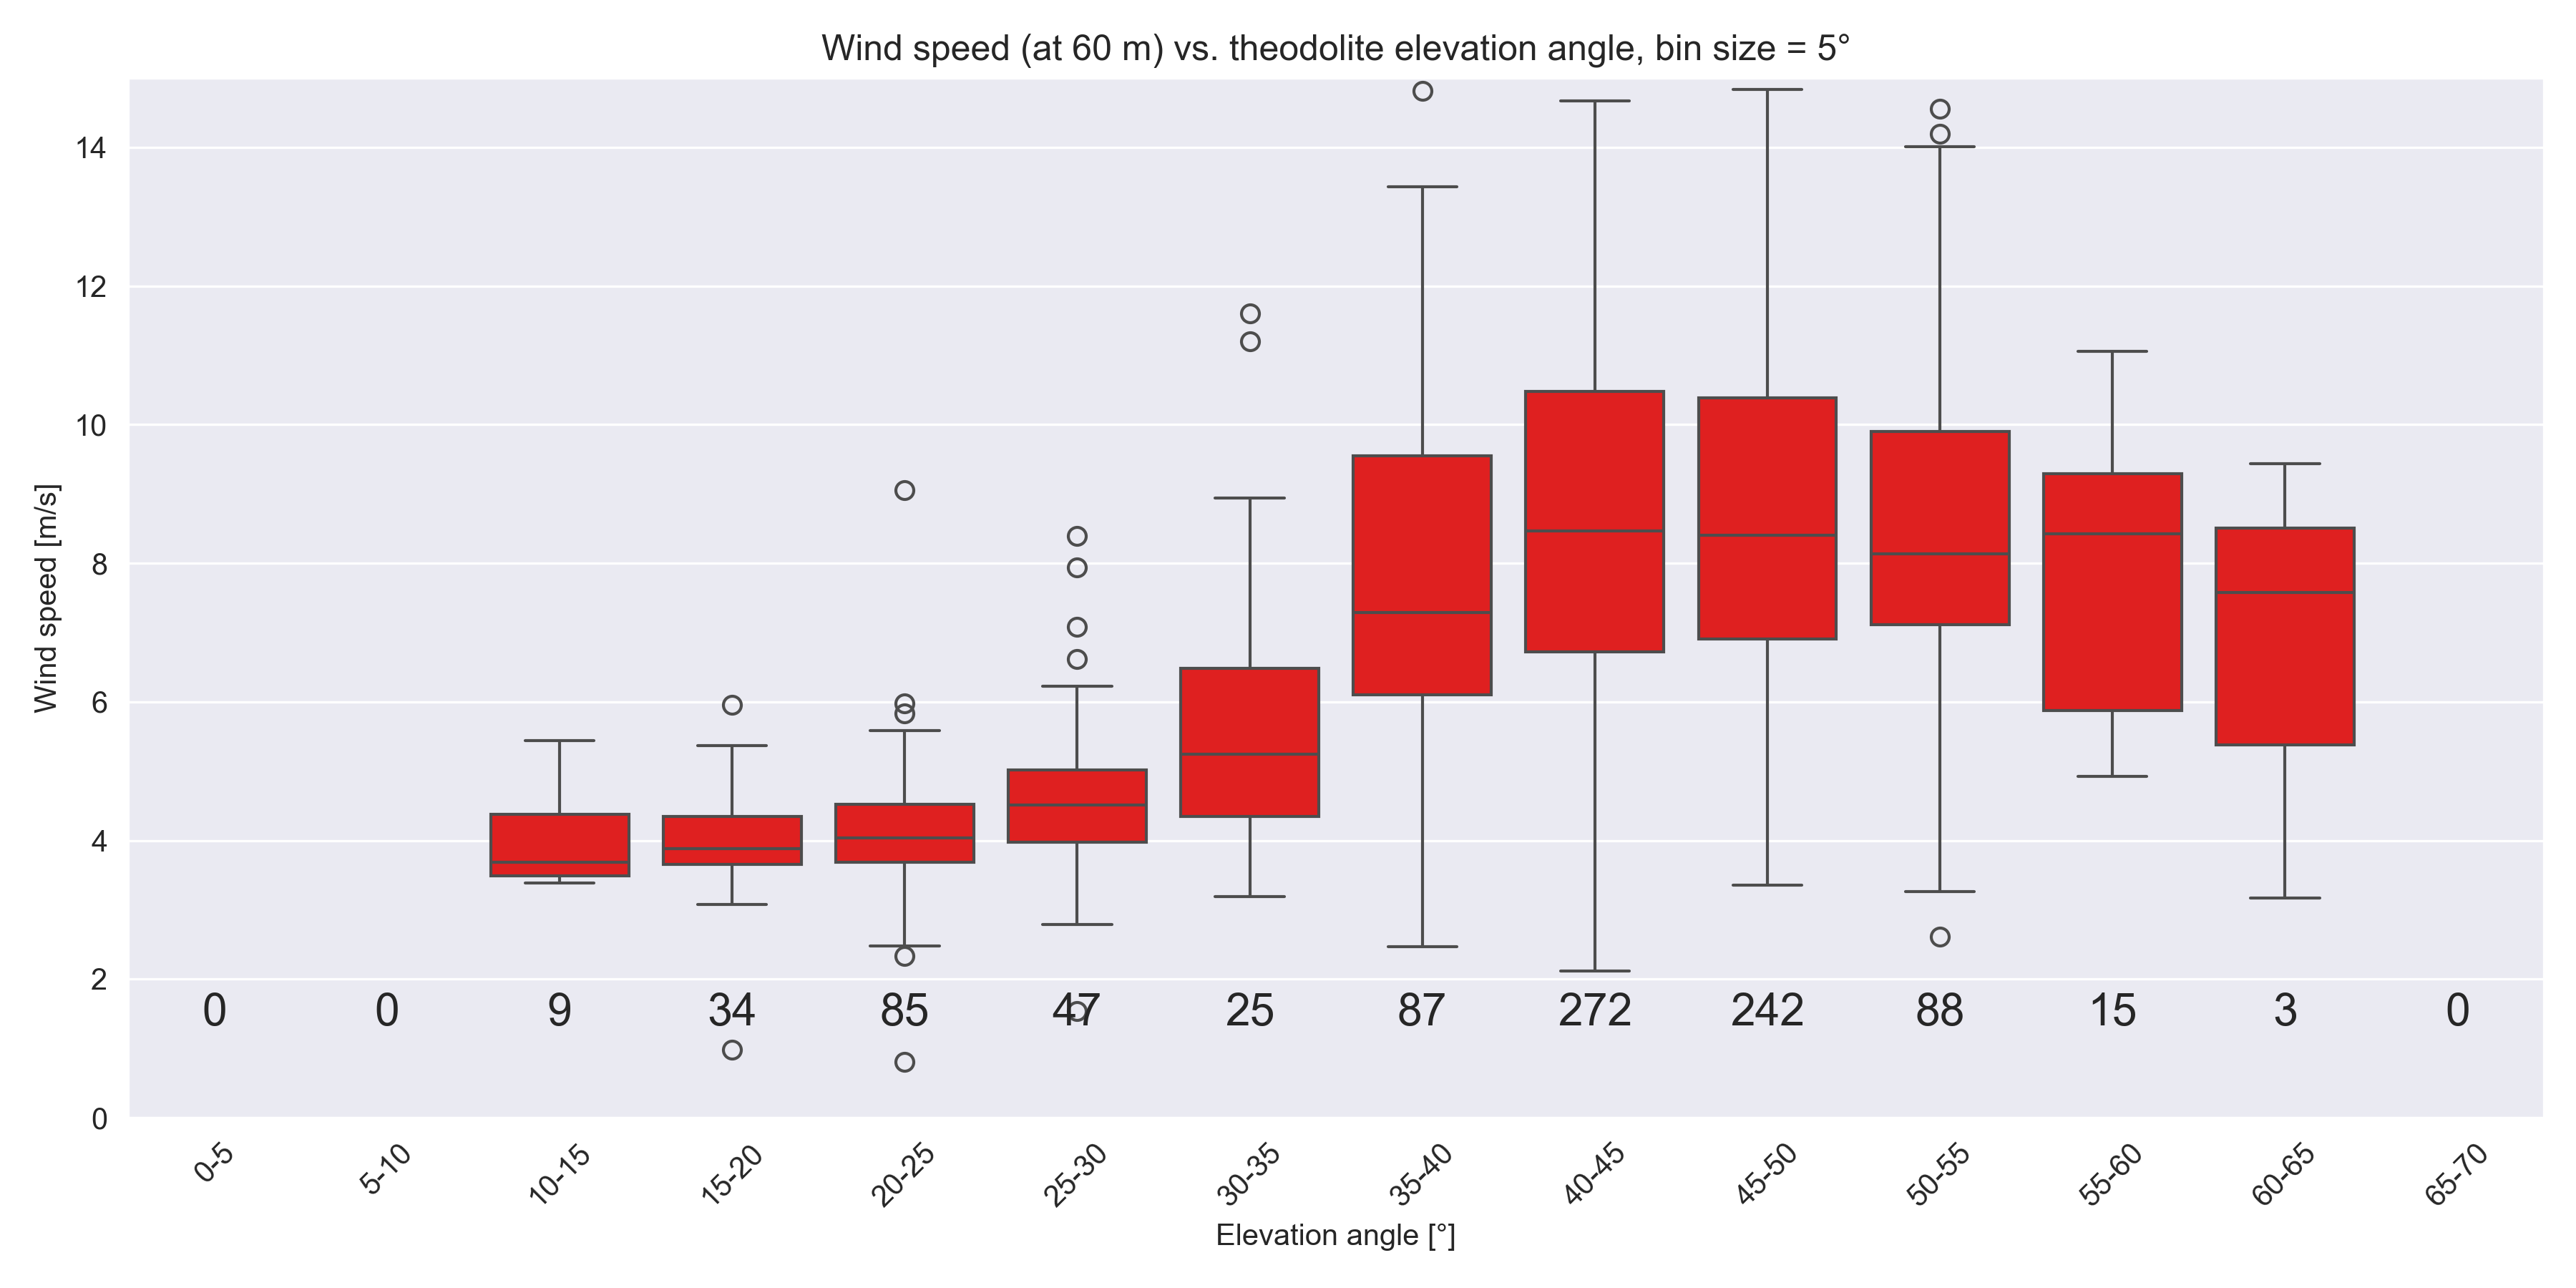 Wind speed (at 60 m) vs. theodolite elevation angle, bin size = 5°
Wind speed [m/s]
14
12
10
8
6
4
2
0
0 0 9 34 85 47 25 87 272 242 88 15 3 0
0-5 5-10 10-15 15-20 20-25 25-30 30-35 35-40 40-45 45-50 50-55 55-60 60-65 65-70
Elevation angle [°]